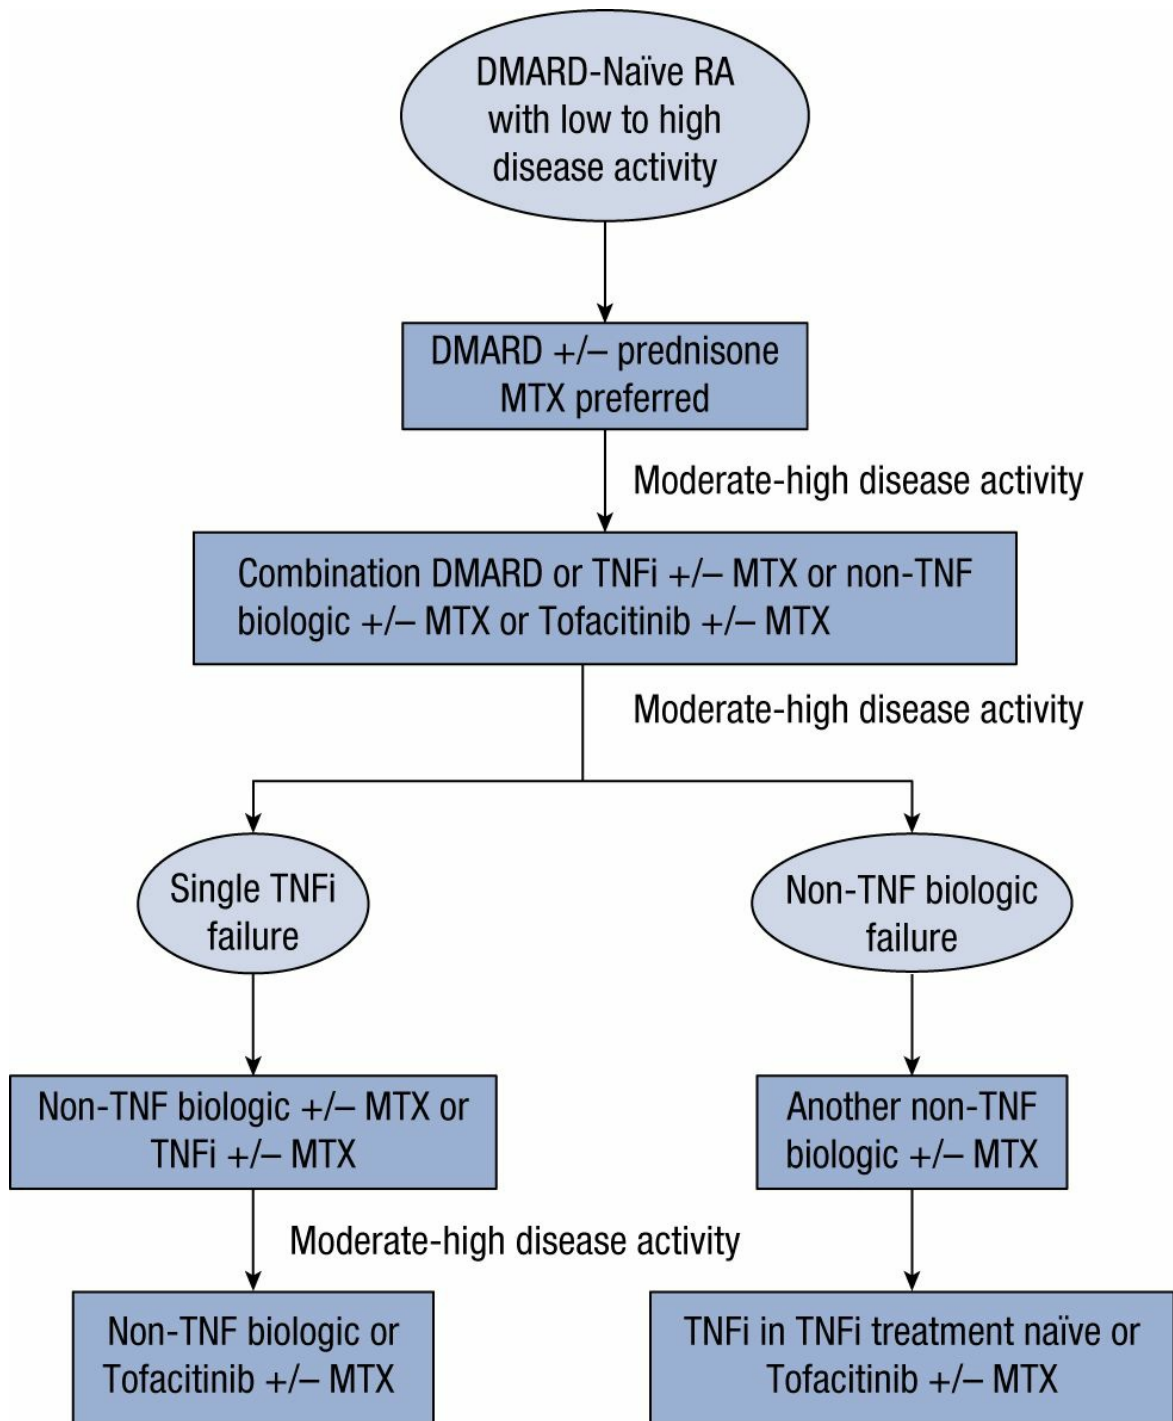 DMARD-Naïve RA
with low to high
disease activity
DMARD +/– prednisone
MTX preferred
Moderate-high disease activity
Combination DMARD or TNFi +/– MTX or non-TNF
biologic +/– MTX or Tofacitinib +/– MTX
Moderate-high disease activity
Single TNFi
failure
Non-TNF biologic
failure
Non-TNF biologic +/– MTX or
TNFi +/– MTX
Another non-TNF
biologic +/– MTX
Moderate-high disease activity
Non-TNF biologic or
Tofacitinib +/– MTX
TNFi in TNFi treatment naïve or
Tofacitinib +/– MTX